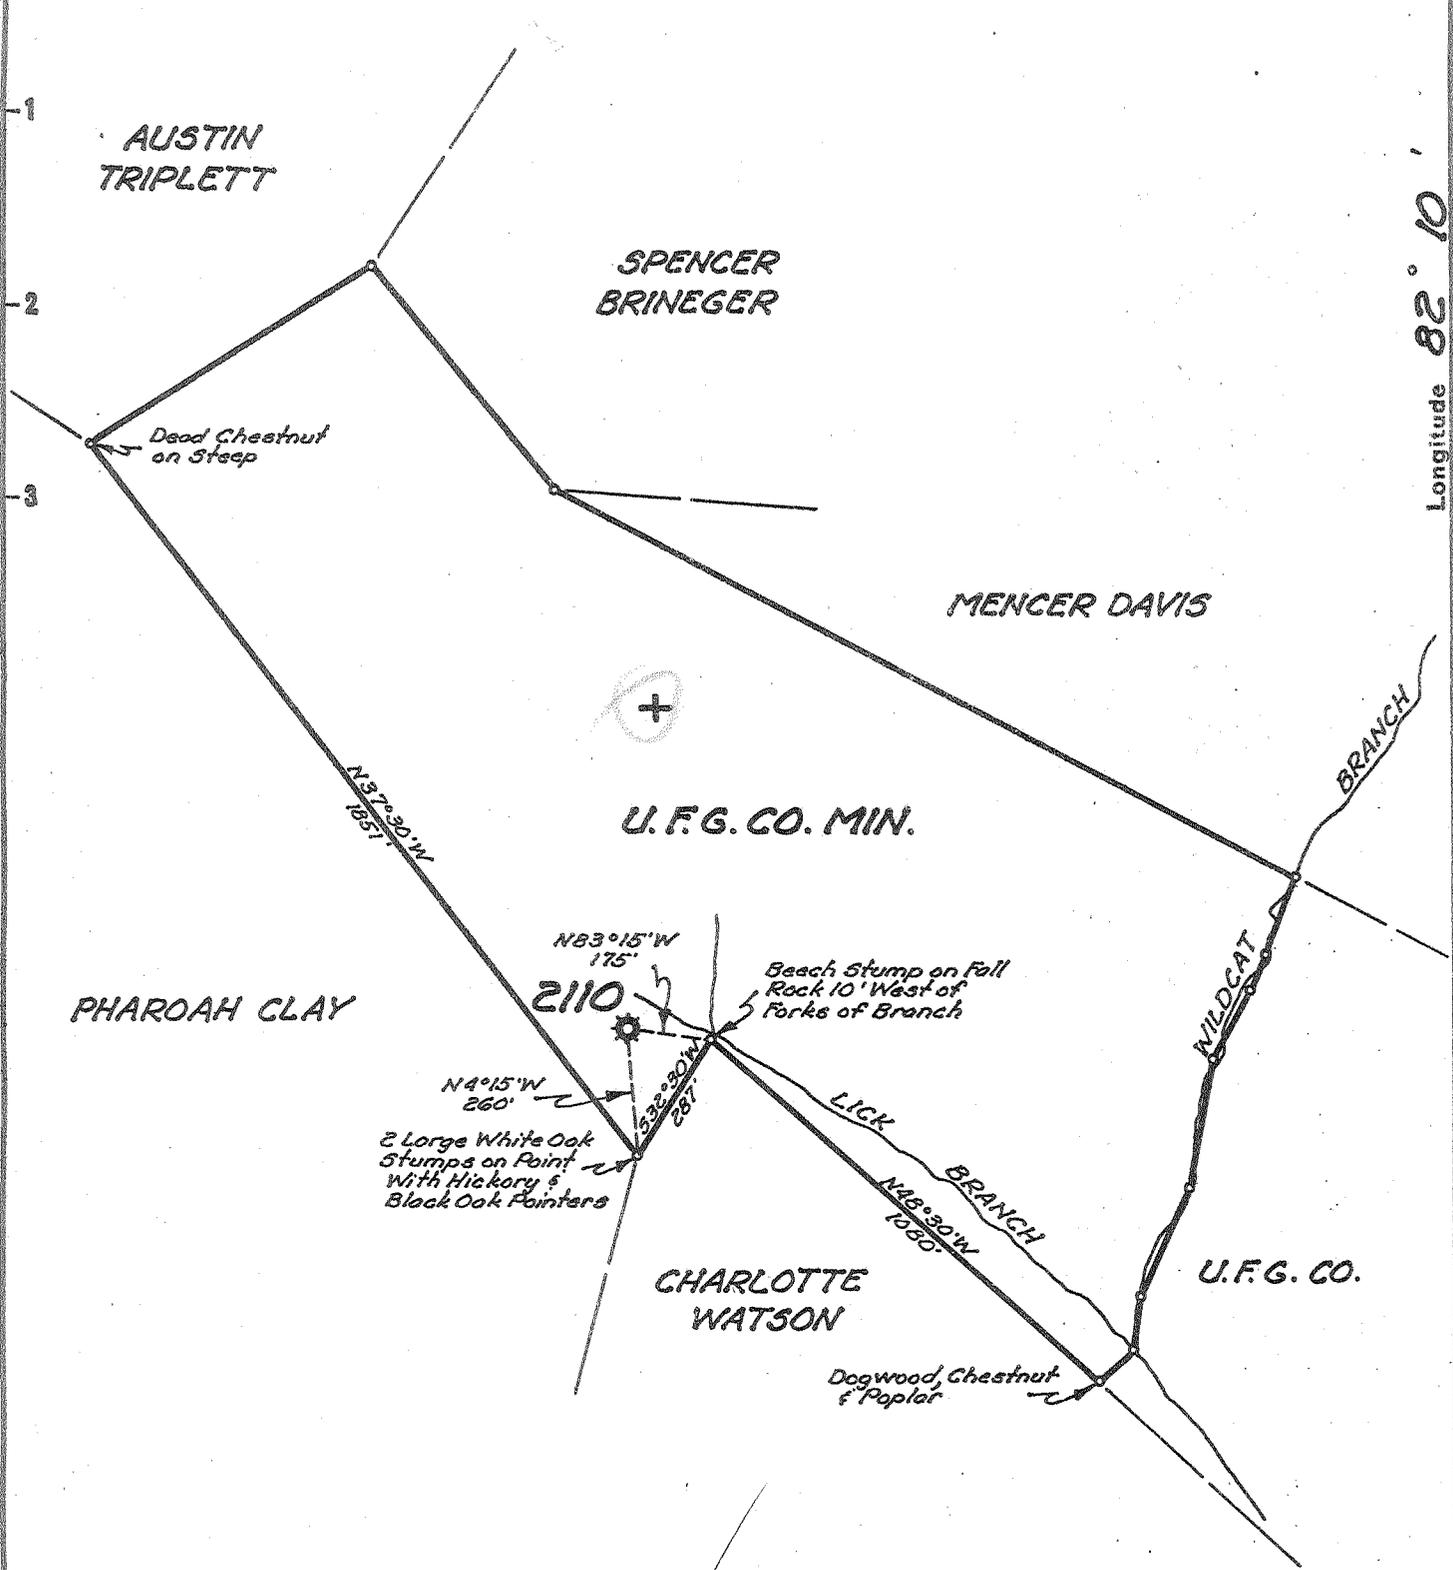 -1
AUSTIN
TRIPLETT
SPENCER
BRINEGER
-2
Longitude 82° 10'
Dead Chestnut
on Steep
-3
MENCER DAVIS
BRANCH
N37°30'W
1851'
U.F.G. CO. MIN.
N83°15'W
175'
2110
Beech Stump on Fall
Rock 10' West of
Forks of Branch
WILDCAT
PHAROAH CLAY
N4°15'W
260'
S32°30'W
287'
LICK
BRANCH
2 Large White Oak
Stumps on Point
With Hickory &
Black Oak Pointers
N48°30'W
1080'
CHARLOTTE
WATSON
U.F.G. CO.
Dogwood, Chestnut
& Poplar